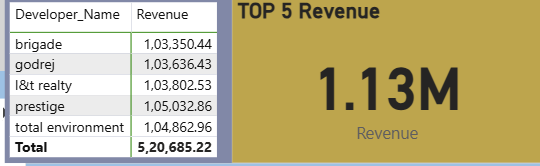 Developer_Name Revenue
brigade 1,03,350.44
godrej 1,03,636.43
l&t realty 1,03,802.53
prestige 1,05,032.86
total environment 1,04,862.96
Total 5,20,685.22
TOP 5 Revenue
1.13M
Revenue